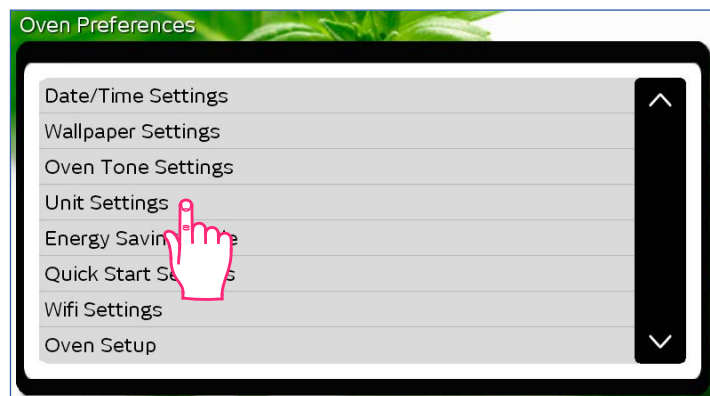 Oven Preferences
Date/Time Settings
Wallpaper Settings
Oven Tone Settings
Unit Settings
Energy
Quick Start
Wifi Settings
Oven Setup